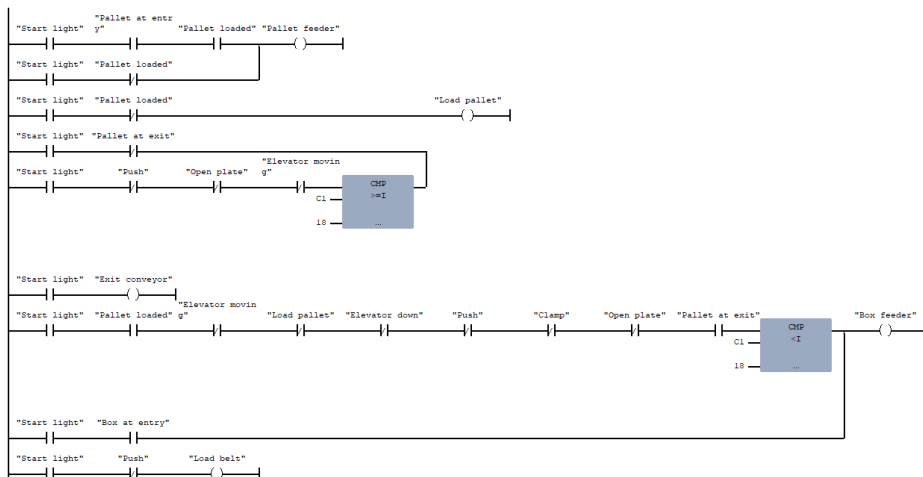 "Pallet at entr
"Start light" y" "Pallet loaded" "Pallet feeder"
"Start light" "Pallet loaded"
"Start light" "Pallet loaded" "Load pallet"
"Start light" "Pallet at exit"
"Elevator movin
"Start light" "Push" "Open plate" g"
CMP
>=I
C1
18 ...
"Start light" "Exit conveyor"
"Elevator movin
"Start light" "Pallet loaded" g" "Load pallet" "Elevator down" "Push" "Clamp" "Open plate" "Pallet at exit" "Box feeder"
CMP
<I
C1
18 ...
"Start light" "Box at entry"
"Start light" "Push" "Load belt"